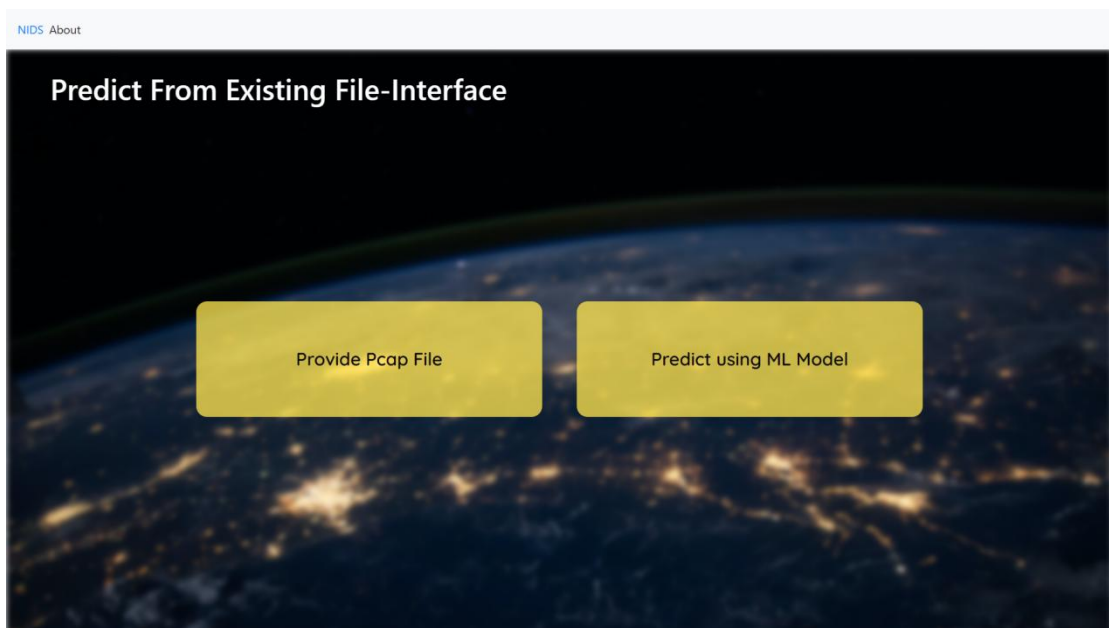 NIDS About
Predict From Existing File-Interface
Provide Pcap File
Predict using ML Model